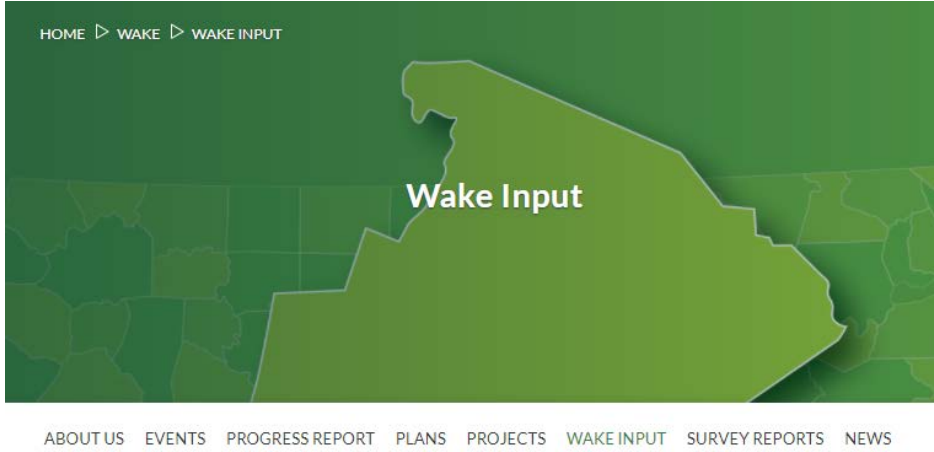 HOME ▷ WAKE ▷ WAKE INPUT
Wake Input
ABOUT US EVENTS PROGRESS REPORT PLANS PROJECTS WAKE INPUT SURVEY REPORTS NEWS